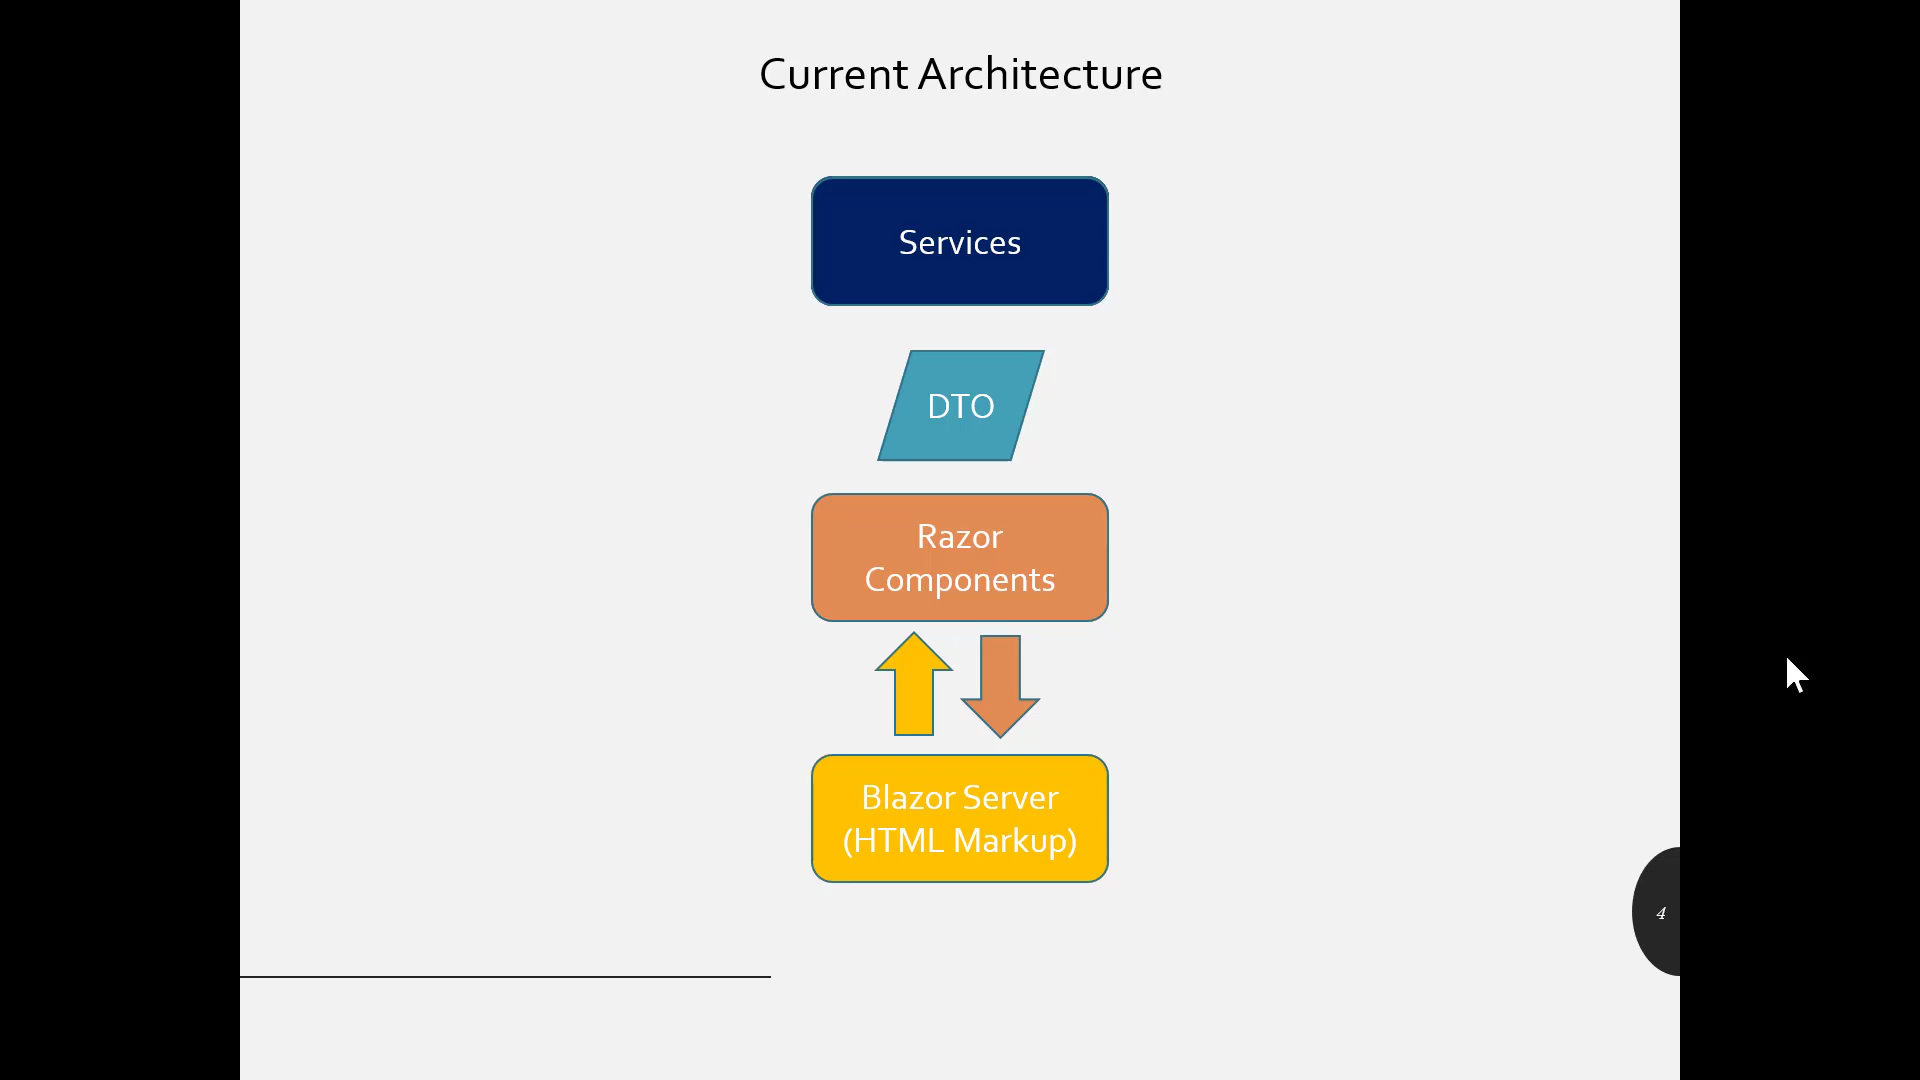 Current Architecture
Services
DTO
Razor
Components
Blazor Server
(HTML Markup)
4